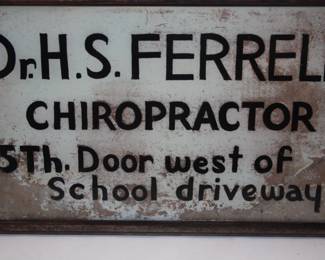 Dr. H.S. FERRELL
CHIROPRACTOR
5Th. Door west of
School driveway